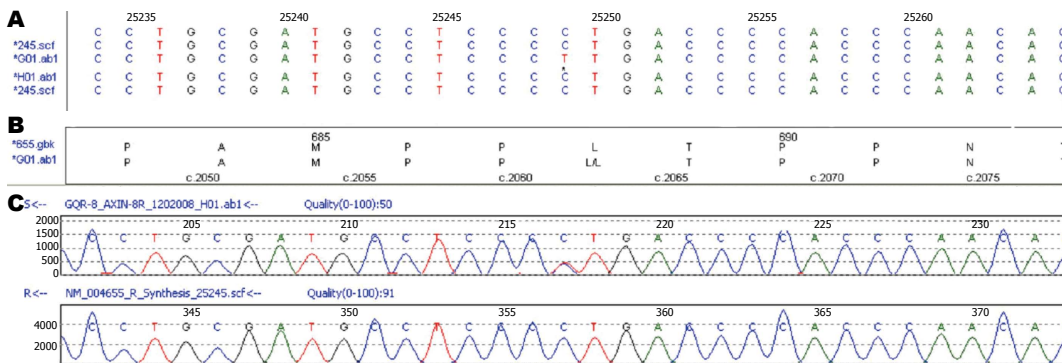 A
25235 25240 25245 25250 25255 25260
C C T G C G A T G C C T C C C C T G A C C C C A C C C A A C A C
*245.scf C C T G C G A T G C C T C C C C T G A C C C C A C C C A A C A C
*G01.ab1 C C T G C G A T G C C T C C C T T G A C C C C A C C C A A C A C
*H01.ab1 C C T G C G A T G C C T C C C C T G A C C C C A C C C A A C A C
*245.scf C C T G C G A T G C C T C C C C T G A C C C C A C C C A A C A C
B
685 690
*655.gbk P A M P P L T P P N
*G01.ab1 P A M P P L/L T P P N
c.2050 c.2055 c.2060 c.2065 c.2070 c.2075
C
S<-- GQR-8_AXIN-8R_1202008_H01.ab1<-- Quality(0-100):50
205 210 215 220 225 230
C C T G C G A T G C C T C C C C T G A C C C C A C C C A A C A
2000
1500
1000
500
0
R<-- NM_004655_R_Synthesis_25245.scf<-- Quality(0-100):91
345 350 355 360 365 370
C C T G C G A T G C C T C C C C T G A C C C C A C C C A A C A
4000
2000